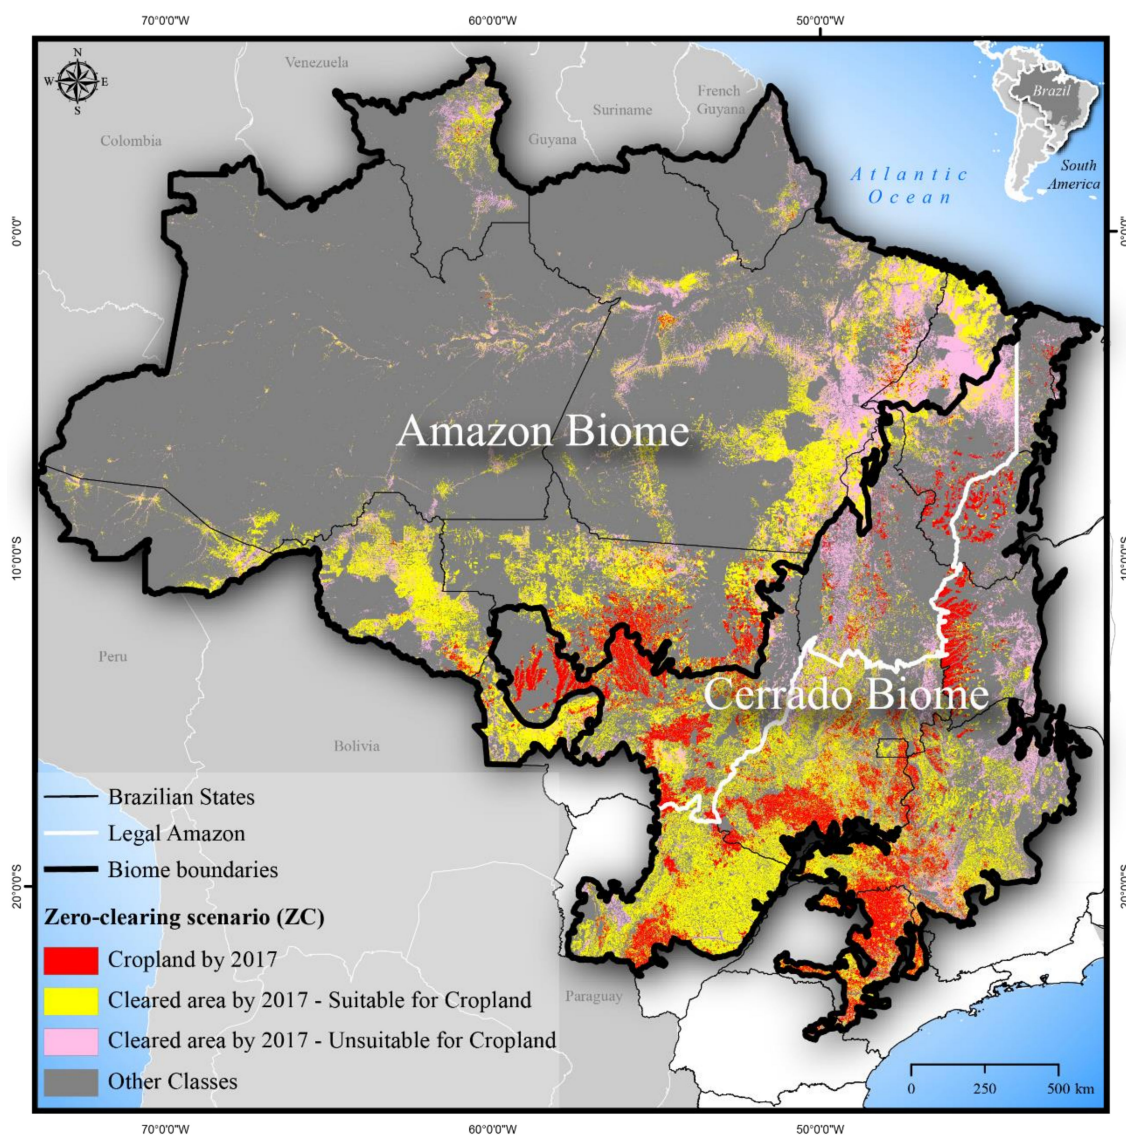 70°0'0"W
60°0'0"W
50°0'0"W
N
W
E
S
Venezuela
Colombia
Suriname
French
Guyana
Guyana
Brazil
South
America
Atlantic
Ocean
0°0'0"
0°0'0"
Amazon Biome
10°0'0"S
10°0'0"S
Peru
Cerrado Biome
Bolivia
Brazilian States
Legal Amazon
Biome boundaries
20°0'0"S
20°0'0"S
Zero-clearing scenario (ZC)
Cropland by 2017
Cleared area by 2017 - Suitable for Cropland
Paraguay
Cleared area by 2017 - Unsuitable for Cropland
Other Classes
0 250 500 km
70°0'0"W
60°0'0"W
50°0'0"W